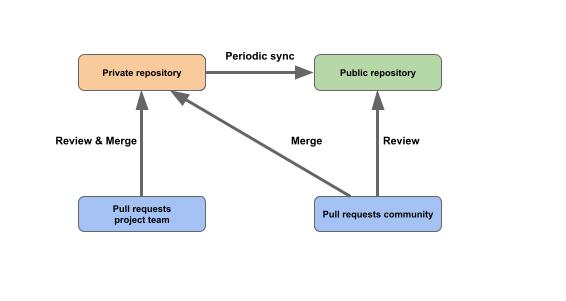 Periodic sync
Private repository
Public repository
Review & Merge
Merge
Review
Pull requests
project team
Pull requests community